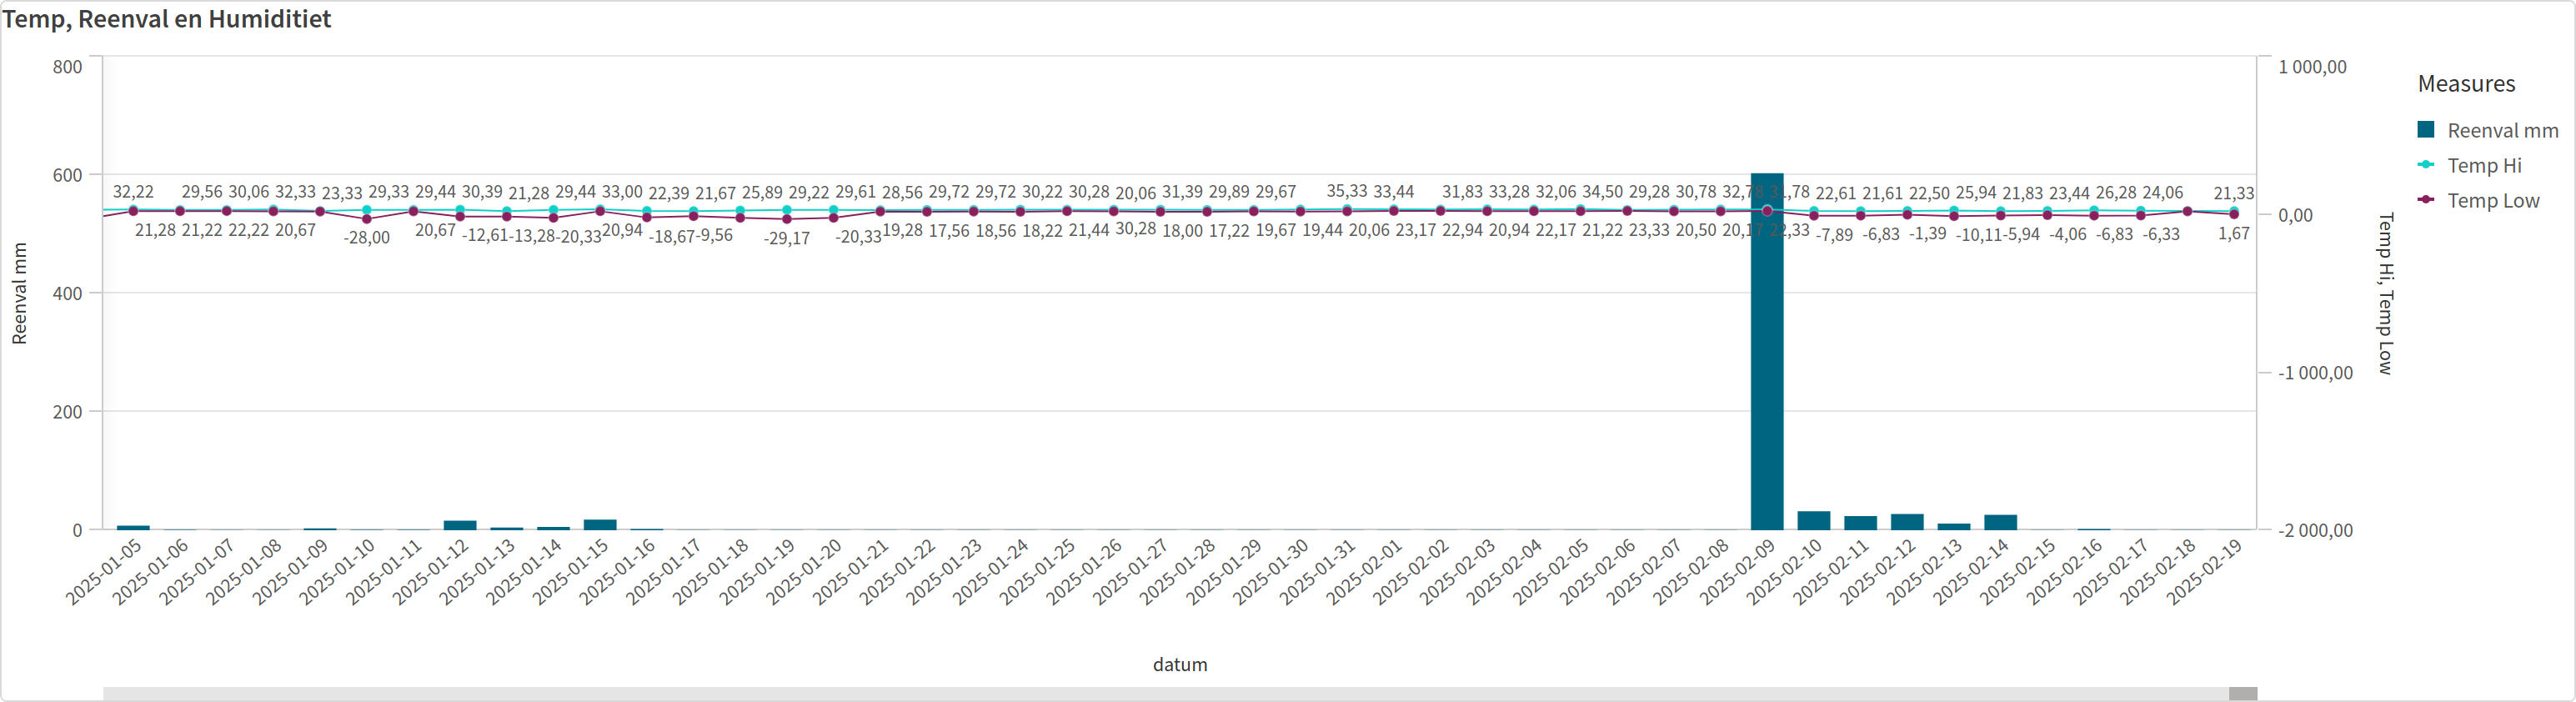 Temp, Reenval en Humiditiet
800
600
400
200
0
Reenval mm
32,22 29,56 30,06 32,33 23,33 29,33 29,44 30,39 21,28 29,44 33,00 22,39 21,67 25,89 29,22 29,61 28,56 29,72 29,72 30,22 30,28 20,06 31,39 29,89 29,67 35,33 33,44 31,83 33,28 32,06 34,50 29,28 30,78 32,78 31,78 22,61 21,61 22,50 25,94 21,83 23,44 26,28 24,06 21,33
21,28 21,22 22,22 20,67 -28,00 20,67 -12,61 -13,28 -20,33 20,94 -18,67 -9,56 -29,17 -20,33 19,28 17,56 18,56 18,22 21,44 30,28 18,00 17,22 19,67 19,44 20,06 23,17 22,94 20,94 22,17 21,22 23,33 20,50 20,17 22,33 -7,89 -6,83 -1,39 -10,11 -5,94 -4,06 -6,83 -6,33 1,67
1 000,00
0,00
-1 000,00
-2 000,00
Temp Hi, Temp Low
2025-01-05 2025-01-06 2025-01-07 2025-01-08 2025-01-09 2025-01-10 2025-01-11 2025-01-12 2025-01-13 2025-01-14 2025-01-15 2025-01-16 2025-01-17 2025-01-18 2025-01-19 2025-01-20 2025-01-21 2025-01-22 2025-01-23 2025-01-24 2025-01-25 2025-01-26 2025-01-27 2025-01-28 2025-01-29 2025-01-30 2025-01-31 2025-02-01 2025-02-02 2025-02-03 2025-02-04 2025-02-05 2025-02-06 2025-02-07 2025-02-08 2025-02-09 2025-02-10 2025-02-11 2025-02-12 2025-02-13 2025-02-14 2025-02-15 2025-02-16 2025-02-17 2025-02-18 2025-02-19
datum
Measures
Reenval mm
Temp Hi
Temp Low